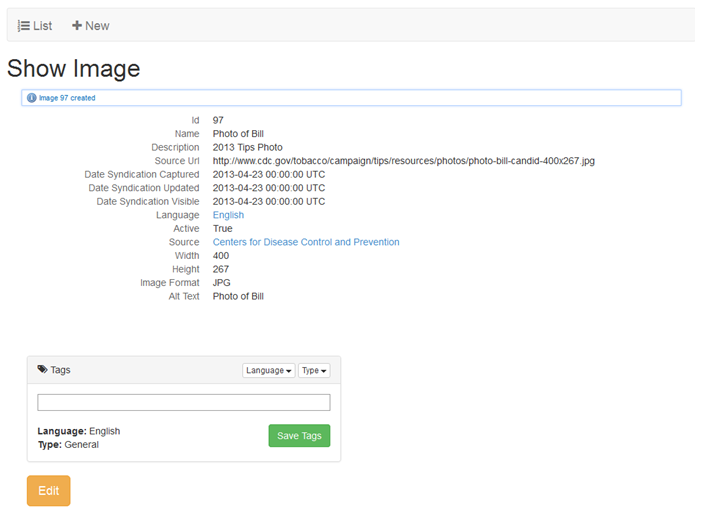 List New
Show Image
Image 97 created
Id 97
Name Photo of Bill
Description 2013 Tips Photo
Source Url http://www.cdc.gov/tobacco/campaign/tips/resources/photos/photo-bill-candid-400x267.jpg
Date Syndication Captured 2013-04-23 00:00:00 UTC
Date Syndication Updated 2013-04-23 00:00:00 UTC
Date Syndication Visible 2013-04-23 00:00:00 UTC
Language English
Active True
Source Centers for Disease Control and Prevention
Width 400
Height 267
Image Format JPG
Alt Text Photo of Bill
Tags Language Type
Language: English
Type: General
Save Tags
Edit